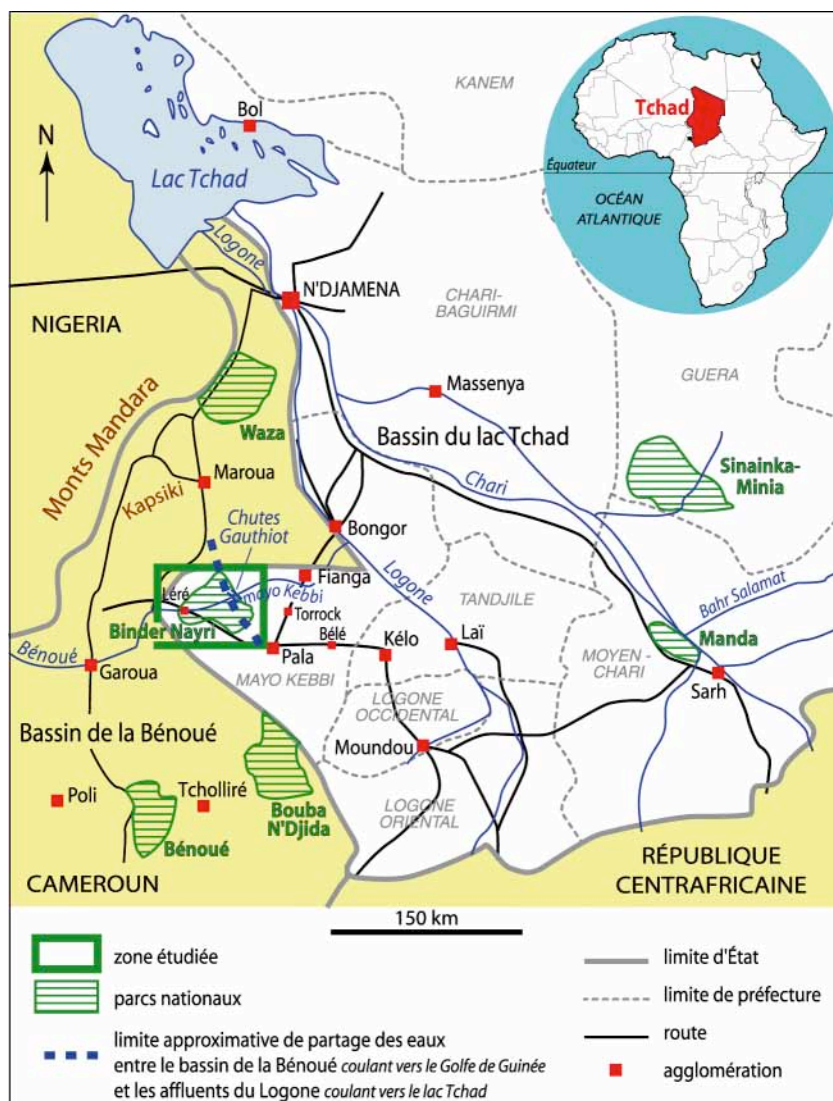 KANEM
Bol
N
Lac Tchad
Tchad
Équateur
OCÉAN
ATLANTIQUE
Logone
N'DJAMENA
NIGERIA
CHARI-
BAGUIRMI
GUERA
Massenya
Monts Mandara
Waza
Bassin du lac Tchad
Sinainka-
Minia
Maroua
Kapsiki
Chari
Chutes
Gauthiot
Bongor
Fianga
Logone
TANDJILE
Bahr Salamat
Léré
mayo Kebbi
Torrock
Binder Nayri
Bélé
Kélo
Laï
Manda
Bénoué
Garoua
Pala
MAYO KEBBI
MOYEN -
CHARI
Sarh
LOGONE
OCCIDENTAL
Bassin de la Bénoué
Moundou
Poli
Tcholliré
Bouba
N'Djida
LOGONE
ORIENTAL
Bénoué
CAMEROUN
RÉPUBLIQUE
CENTRAFRICAINE
150 km
zone étudiée
parcs nationaux
limite approximative de partage des eaux
entre le bassin de la Bénoué coulant vers le Golfe de Guinée
et les affluents du Logone coulant vers le lac Tchad
limite d'État
limite de préfecture
route
agglomération